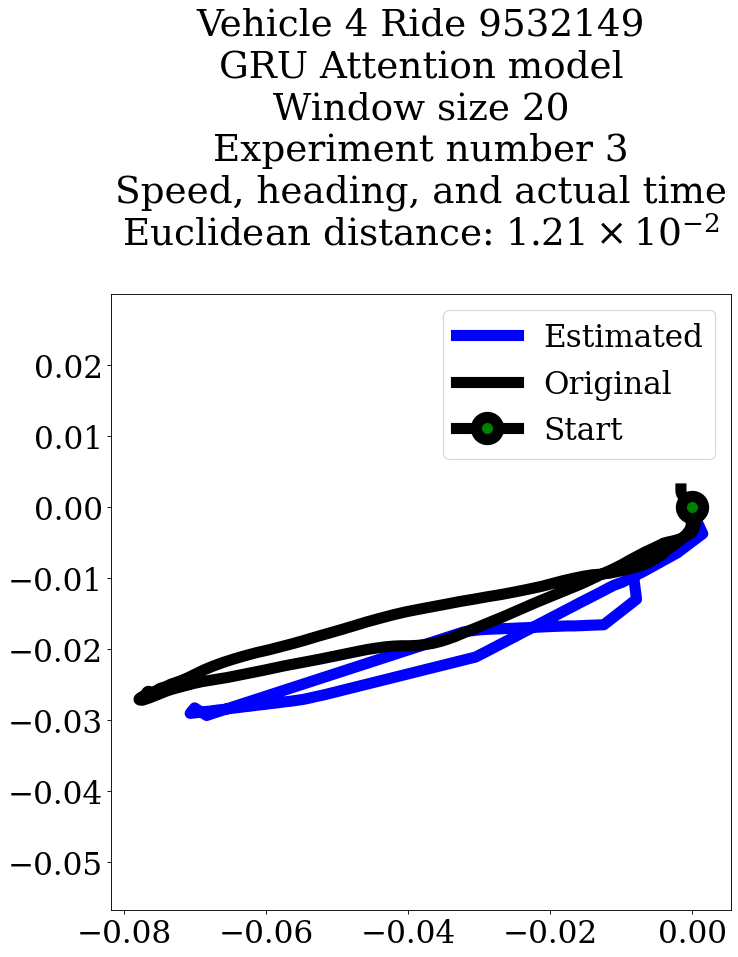 Vehicle 4 Ride 9532149
GRU Attention model
Window size 20
Experiment number 3
Speed, heading, and actual time
Euclidean distance: 1.21 × 10⁻²
Estimated
Original
Start
0.02
0.01
0.00
−0.01
−0.02
−0.03
−0.04
−0.05
−0.08 −0.06 −0.04 −0.02 0.00